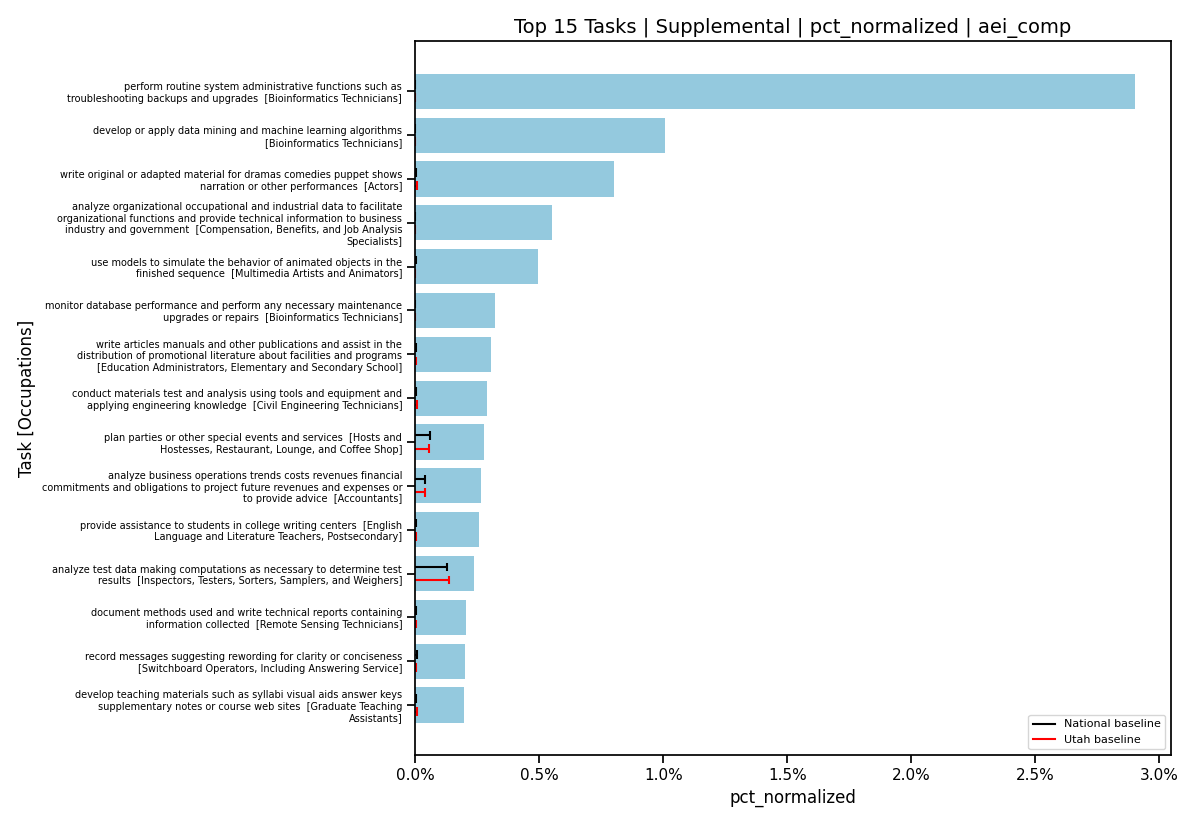 Top 15 Tasks | Supplemental | pct_normalized | aei_comp
Task [Occupations]
perform routine system administrative functions such as
troubleshooting backups and upgrades  [Bioinformatics Technicians]
develop or apply data mining and machine learning algorithms
[Bioinformatics Technicians]
write original or adapted material for dramas comedies puppet shows
narration or other performances  [Actors]
analyze organizational occupational and industrial data to facilitate
organizational functions and provide technical information to business
industry and government  [Compensation, Benefits, and Job Analysis
Specialists]
use models to simulate the behavior of animated objects in the
finished sequence  [Multimedia Artists and Animators]
monitor database performance and perform any necessary maintenance
upgrades or repairs  [Bioinformatics Technicians]
write articles manuals and other publications and assist in the
distribution of promotional literature about facilities and programs
[Education Administrators, Elementary and Secondary School]
conduct materials test and analysis using tools and equipment and
applying engineering knowledge  [Civil Engineering Technicians]
plan parties or other special events and services  [Hosts and
Hostesses, Restaurant, Lounge, and Coffee Shop]
analyze business operations trends costs revenues financial
commitments and obligations to project future revenues and expenses or
to provide advice  [Accountants]
provide assistance to students in college writing centers  [English
Language and Literature Teachers, Postsecondary]
analyze test data making computations as necessary to determine test
results  [Inspectors, Testers, Sorters, Samplers, and Weighers]
document methods used and write technical reports containing
information collected  [Remote Sensing Technicians]
record messages suggesting rewording for clarity or conciseness
[Switchboard Operators, Including Answering Service]
develop teaching materials such as syllabi visual aids answer keys
supplementary notes or course web sites  [Graduate Teaching
Assistants]
National baseline
Utah baseline
0.0% 0.5% 1.0% 1.5% 2.0% 2.5% 3.0%
pct_normalized